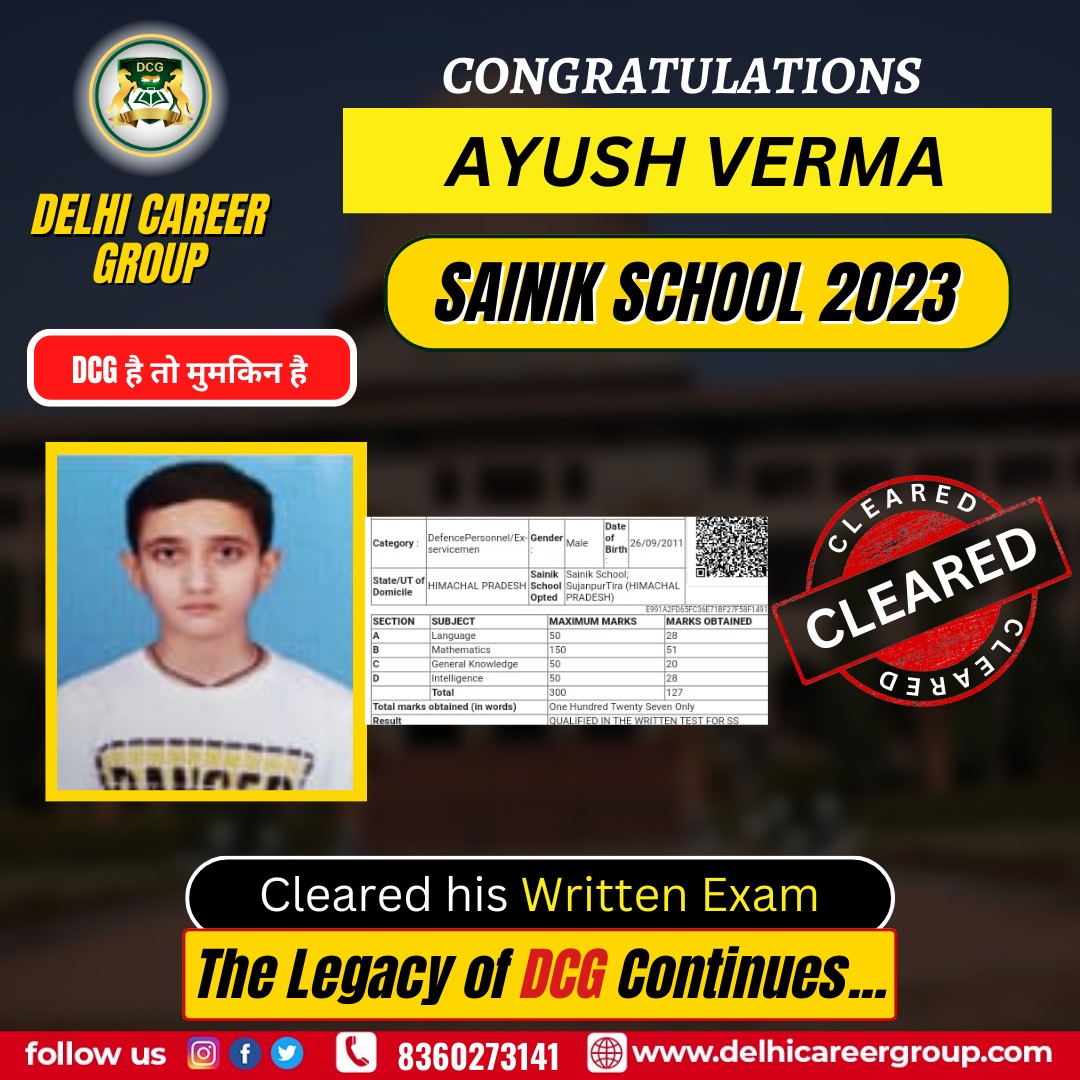 DCG
DELHI CAREER
GROUP
CONGRATULATIONS
AYUSH VERMA
SAINIK SCHOOL 2023
DCG है तो मुमकिन है
Category : DefencePersonnel/Ex-servicemen Gender : Male Date of Birth : 26/09/2011
State/UT of Domicile HIMACHAL PRADESH Sainik School Opted Sainik School; SujanpurTira (HIMACHAL PRADESH)
E991A2FD65FC36E71BF27F58F1491
SECTION SUBJECT MAXIMUM MARKS MARKS OBTAINED
A Language 50 28
B Mathematics 150 51
C General Knowledge 50 20
D Intelligence 50 28
Total 300 127
Total marks obtained (in words) One Hundred Twenty Seven Only
Result QUALIFIED IN THE WRITTEN TEST FOR SS
CLEARED
CLEARED
CLEARED
DANGER
Cleared his Written Exam
The Legacy of DCG Continues...
follow us 8360273141 www.delhicareergroup.com